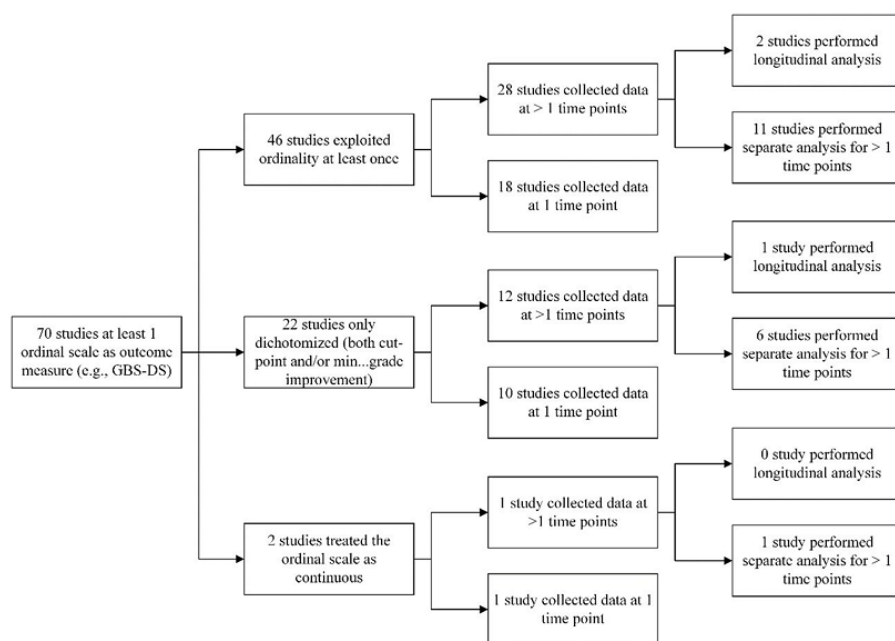 70 studies at least 1
ordinal scale as outcome
measure (e.g., GBS-DS)
46 studies exploited
ordinality at least once
28 studies collected data
at > 1 time points
2 studies performed
longitudinal analysis
11 studies performed
separate analysis for > 1
time points
18 studies collected data
at 1 time point
22 studies only
dichotomized (both cut-
point and/or min...grade
improvement)
12 studies collected data
at >1 time points
1 study performed
longitudinal analysis
6 studies performed
separate analysis for > 1
time points
10 studies collected data
at 1 time point
2 studies treated the
ordinal scale as
continuous
1 study collected data at
>1 time points
0 study performed
longitudinal analysis
1 study performed
separate analysis for > 1
time points
1 study collected data at 1
time point